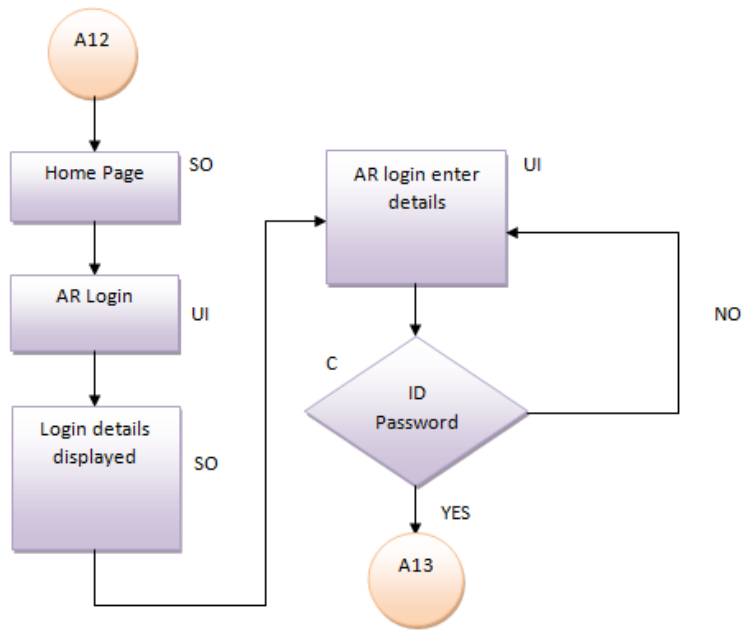 A12
Home Page
SO
AR Login
UI
Login details
displayed
SO
AR login enter
details
UI
NO
C
ID
Password
YES
A13